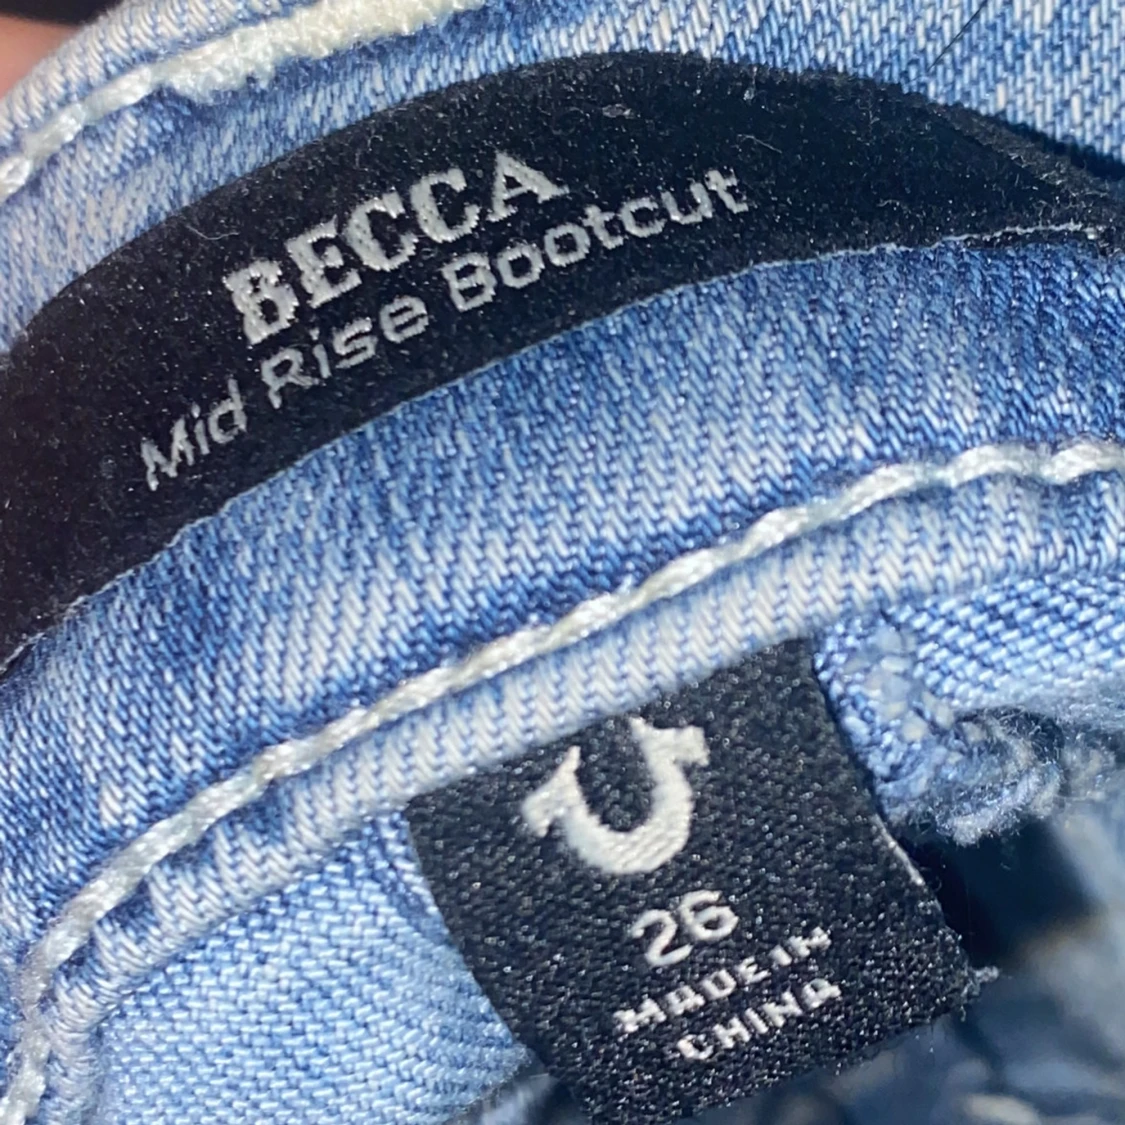 BECCA
Mid Rise Bootcut
26
MADE IN
CHINA